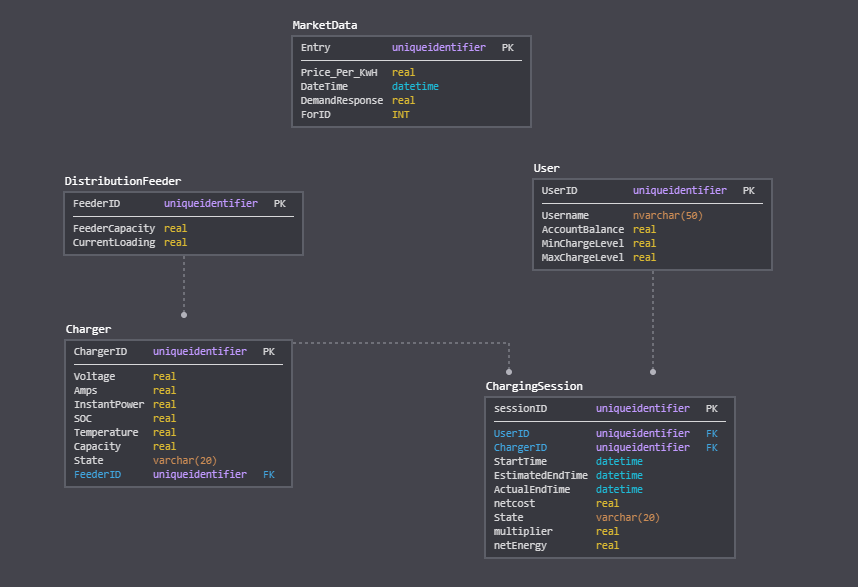 MarketData
Entry uniqueidentifier PK
Price_Per_KwH real
DateTime datetime
DemandResponse real
ForID INT
DistributionFeeder
FeederID uniqueidentifier PK
FeederCapacity real
CurrentLoading real
User
UserID uniqueidentifier PK
Username nvarchar(50)
AccountBalance real
MinChargeLevel real
MaxChargeLevel real
Charger
ChargerID uniqueidentifier PK
Voltage real
Amps real
InstantPower real
SOC real
Temperature real
Capacity real
State varchar(20)
FeederID uniqueidentifier FK
ChargingSession
sessionID uniqueidentifier PK
UserID uniqueidentifier FK
ChargerID uniqueidentifier FK
StartTime datetime
EstimatedEndTime datetime
ActualEndTime datetime
netcost real
State varchar(20)
multiplier real
netEnergy real